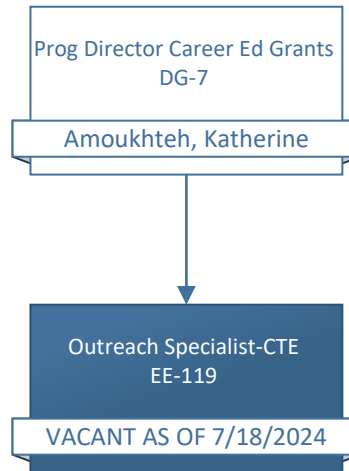 Prog Director Career Ed Grants
DG-7
Amoukhteh, Katherine
Outreach Specialist-CTE
EE-119
VACANT AS OF 7/18/2024